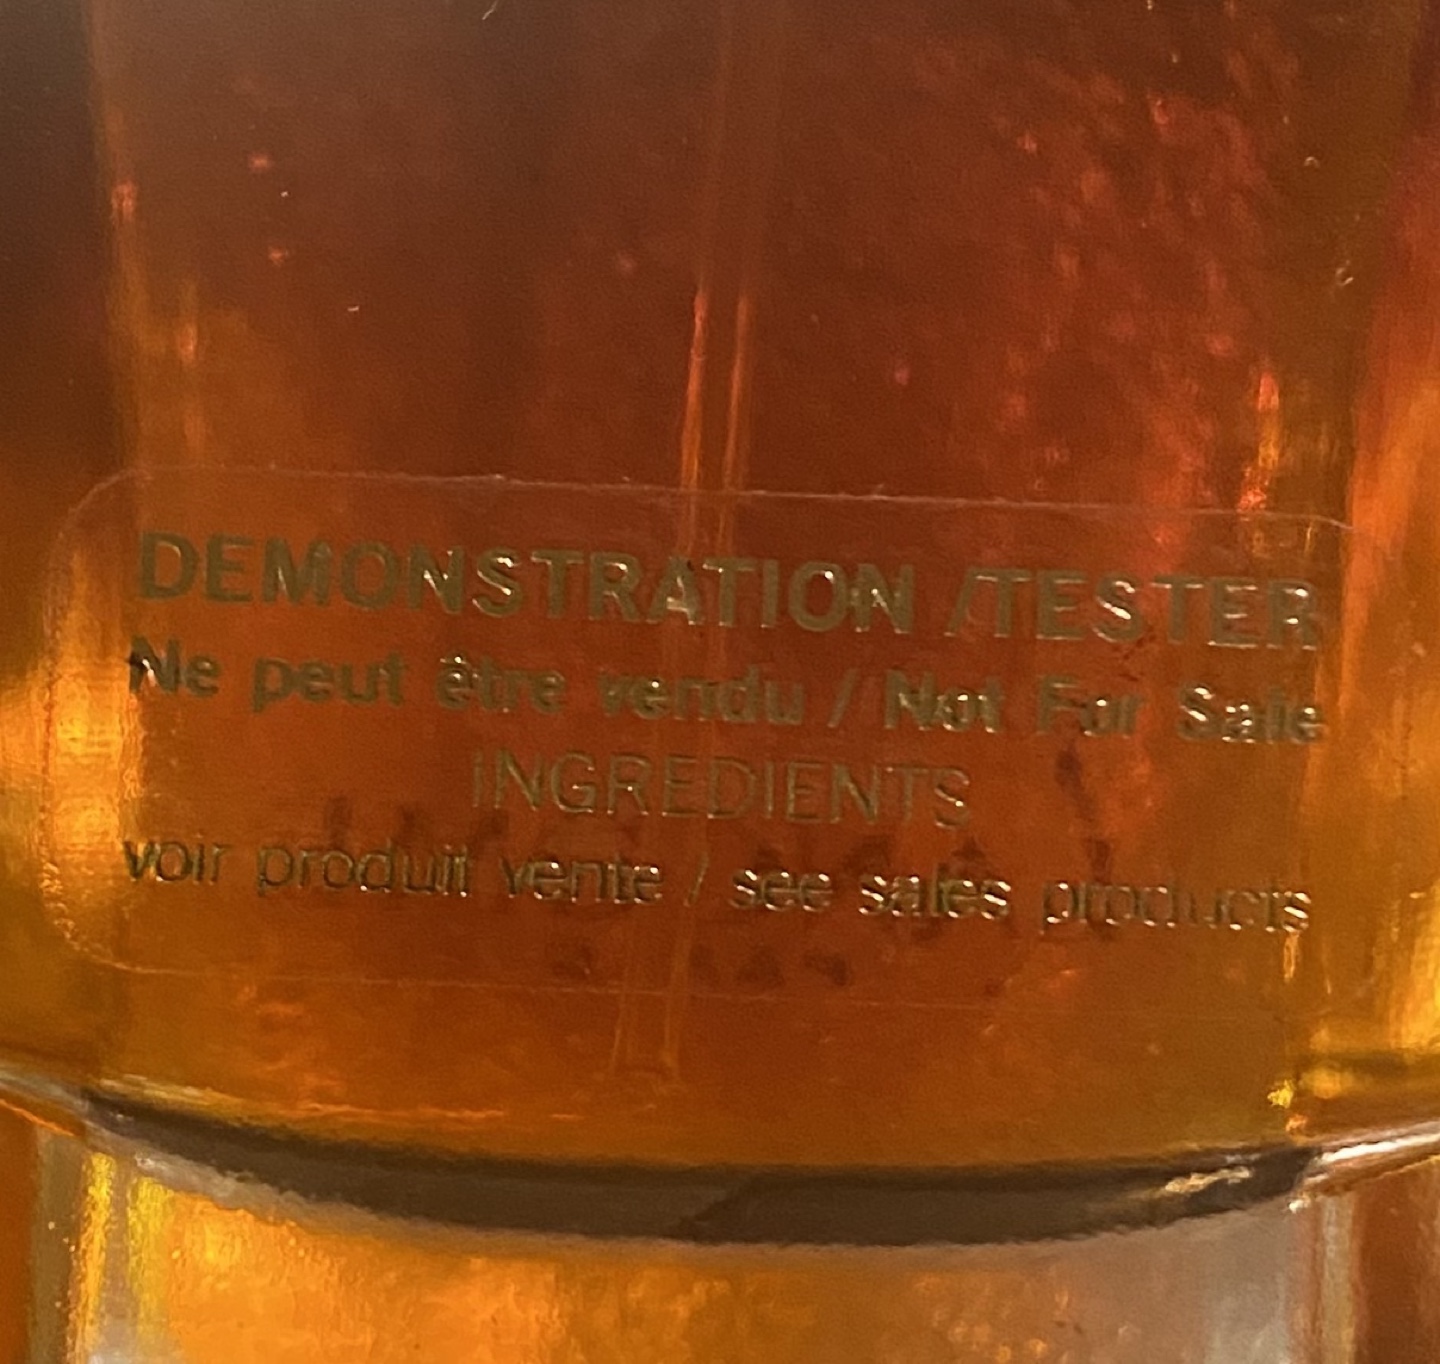 DEMONSTRATION /TESTER
Ne peut être vendu / Not For Sale
INGREDIENTS
voir produit vente / see sales products